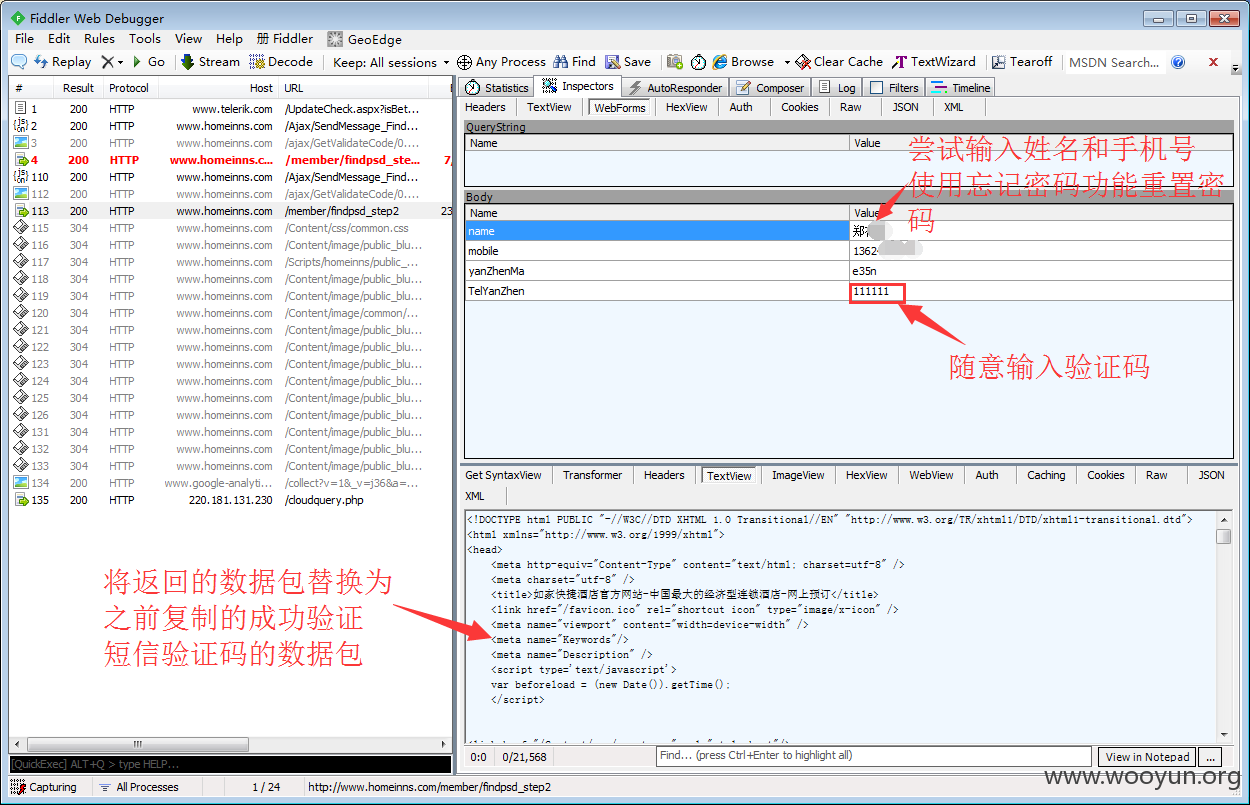 Fiddler Web Debugger
File Edit Rules Tools View Help 册 Fiddler GeoEdge
Replay Go Stream Decode Keep: All sessions Any Process Find Save Browse Clear Cache TextWizard Tearoff MSDN Search...
# Result Protocol Host URL
1 200 HTTP www.telerik.com /UpdateCheck.aspx?isBet...
2 200 HTTP www.homeinns.com /Ajax/SendMessage_Find...
3 200 HTTP www.homeinns.com /ajax/GetValidateCode/0....
4 200 HTTP www.homeinns.c... /member/findpsd_ste... 7,
110 200 HTTP www.homeinns.com /Ajax/SendMessage_Find...
112 200 HTTP www.homeinns.com /ajax/GetValidateCode/0....
113 200 HTTP www.homeinns.com /member/findpsd_step2 23
115 304 HTTP www.homeinns.com /Content/css/common.css
116 304 HTTP www.homeinns.com /Content/image/public_blu...
117 304 HTTP www.homeinns.com /Scripts/homeinns/public_...
118 304 HTTP www.homeinns.com /Content/image/public_blu...
119 304 HTTP www.homeinns.com /Content/image/public_blu...
120 304 HTTP www.homeinns.com /Content/image/common/...
121 304 HTTP www.homeinns.com /Content/image/public_blu...
122 304 HTTP www.homeinns.com /Content/image/public_blu...
123 304 HTTP www.homeinns.com /Content/image/public_blu...
124 304 HTTP www.homeinns.com /Content/image/public_blu...
125 304 HTTP www.homeinns.com /Content/image/public_blu...
126 304 HTTP www.homeinns.com /Content/image/public_blu...
131 304 HTTP www.homeinns.com /Content/image/public_blu...
132 304 HTTP www.homeinns.com /Content/image/public_blu...
133 304 HTTP www.homeinns.com /Content/image/public_blu...
134 200 HTTP www.google-analyti... /collect?v=1&_v=j36&a=...
135 200 HTTP 220.181.131.230 /cloudquery.php
将返回的数据包替换为
之前复制的成功验证
短信验证码的数据包
[QuickExec] ALT+Q > type HELP...
Statistics Inspectors AutoResponder Composer Log Filters Timeline
Headers TextView WebForms HexView Auth Cookies Raw JSON XML
QueryString
Name Value
尝试输入姓名和手机号
使用忘记密码功能重置密
码
Body
Name Value
name 郑
mobile 1362
yanZhenMa e35n
TelYanZhen 111111
随意输入验证码
Get SyntaxView Transformer Headers TextView ImageView HexView WebView Auth Caching Cookies Raw JSON
XML
<!DOCTYPE html PUBLIC "-//W3C//DTD XHTML 1.0 Transitional//EN" "http://www.w3.org/TR/xhtml1/DTD/xhtml1-transitional.dtd">
<html xmlns="http://www.w3.org/1999/xhtml">
<head>
<meta http-equiv="Content-Type" content="text/html; charset=utf-8" />
<meta charset="utf-8" />
<title>如家快捷酒店官方网站-中国最大的经济型连锁酒店-网上预订</title>
<link href="/favicon.ico" rel="shortcut icon" type="image/x-icon" />
<meta name="viewport" content="width=device-width" />
<meta name="Keywords"/>
<meta name="Description" />
<script type='text/javascript'>
var beforeload = (new Date()).getTime();
</script>
0:0 0/21,568 Find... (press Ctrl+Enter to highlight all) View in Notepad ...
Capturing All Processes 1 / 24 http://www.homeinns.com/member/findpsd_step2
www.wooyun.org